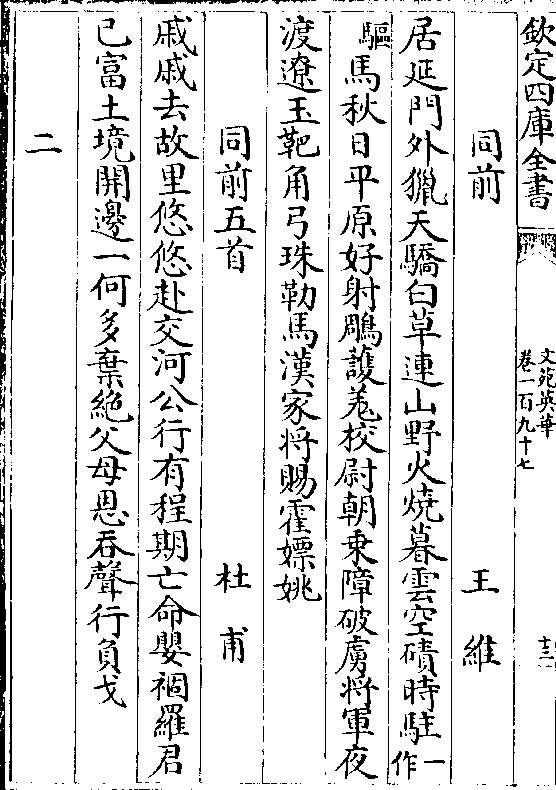 欽定四庫全書
文苑英華
卷一百九十七
十三
同前 王維
居延門外獵天驕白草連山野火燒暮雲空磧時駐一作
驅馬秋日平原好射鵰護羌校尉朝乗障破虜將軍夜
渡遼玉靶角弓珠勒馬漢家将賜霍嫖姚
同前五首 杜甫
戚戚去故里悠悠赴交河公行有程期亡命嬰禍羅君
已富土境開邊一何多棄絶父母恩吞聲行負戈
二